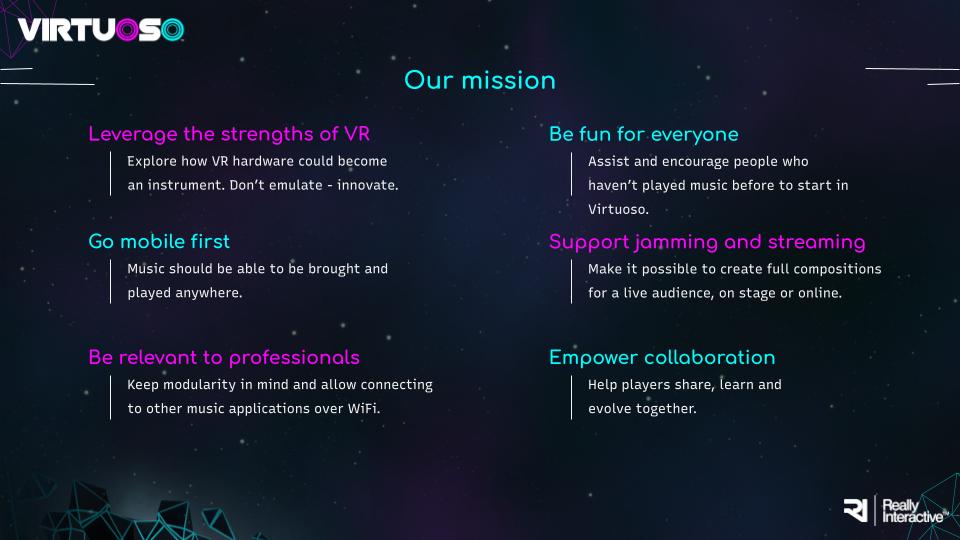 VIRTUOSO
Our mission
Leverage the strengths of VR
Explore how VR hardware could become
an instrument. Don’t emulate - innovate.
Go mobile first
Music should be able to be brought and
played anywhere.
Be relevant to professionals
Keep modularity in mind and allow connecting
to other music applications over WiFi.
Be fun for everyone
Assist and encourage people who
haven’t played music before to start in
Virtuoso.
Support jamming and streaming
Make it possible to create full compositions
for a live audience, on stage or online.
Empower collaboration
Help players share, learn and
evolve together.
RI
Really
Interactive™